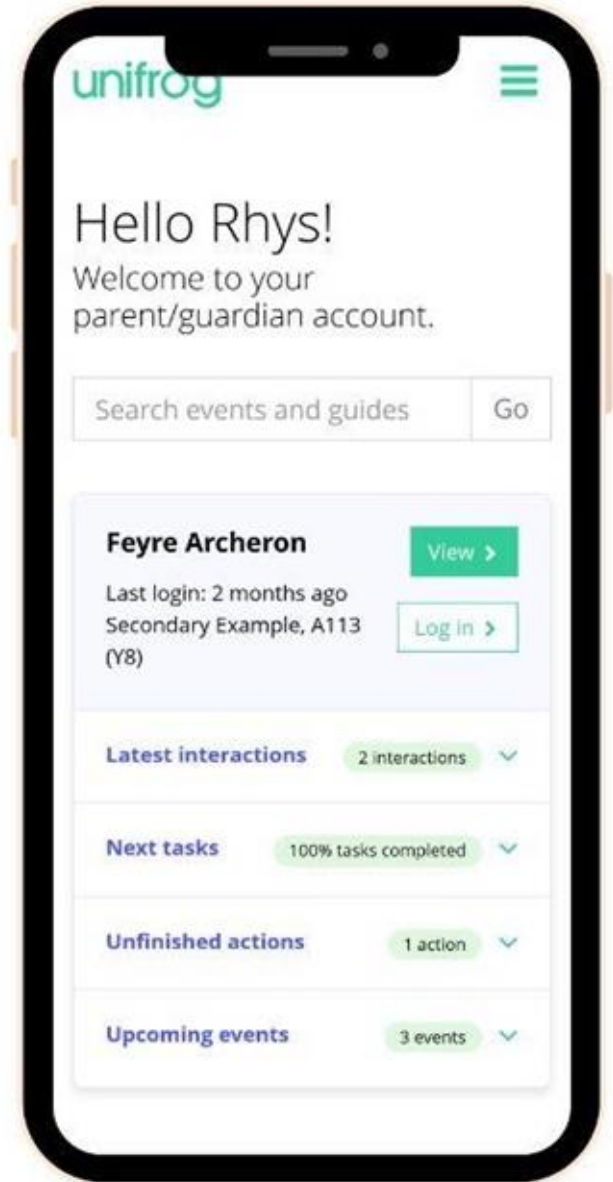 unifrog
Hello Rhys!
Welcome to your
parent/guardian account.
Search events and guides
Go
Feyre Archeron
View
Last login: 2 months ago
Secondary Example, A113
(Y8)
Log in
Latest interactions
2 interactions
Next tasks
100% tasks completed
Unfinished actions
1 action
Upcoming events
3 events